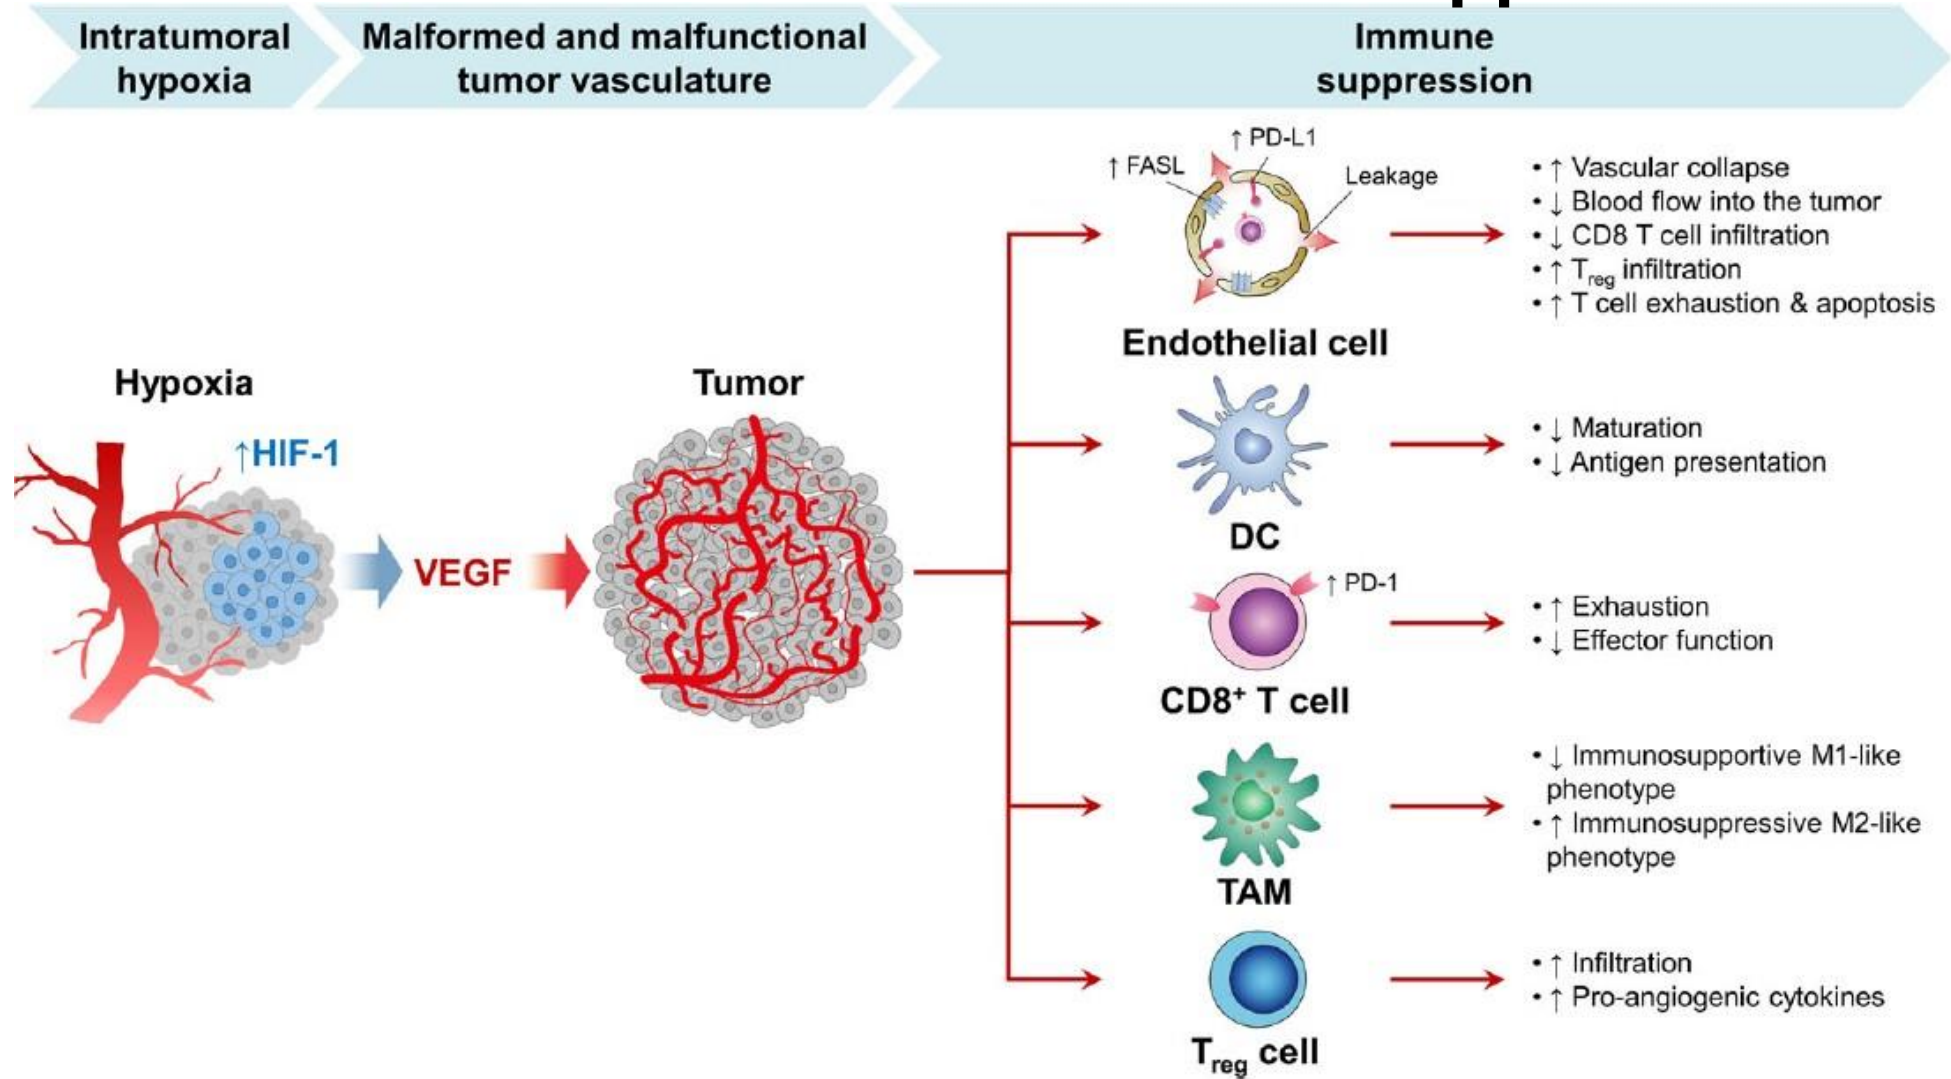 Intratumoral
hypoxia
Malformed and malfunctional
tumor vasculature
Immune
suppression
Hypoxia
↑HIF-1
VEGF
Tumor
↑ FASL
↑ PD-L1
Leakage
Endothelial cell
• ↑ Vascular collapse
• ↓ Blood flow into the tumor
• ↓ CD8 T cell infiltration
• ↑ Treg infiltration
• ↑ T cell exhaustion & apoptosis
DC
• ↓ Maturation
• ↓ Antigen presentation
↑ PD-1
CD8⁺ T cell
• ↑ Exhaustion
• ↓ Effector function
TAM
• ↓ Immunosupportive M1-like
phenotype
• ↑ Immunosuppressive M2-like
phenotype
Treg cell
• ↑ Infiltration
• ↑ Pro-angiogenic cytokines